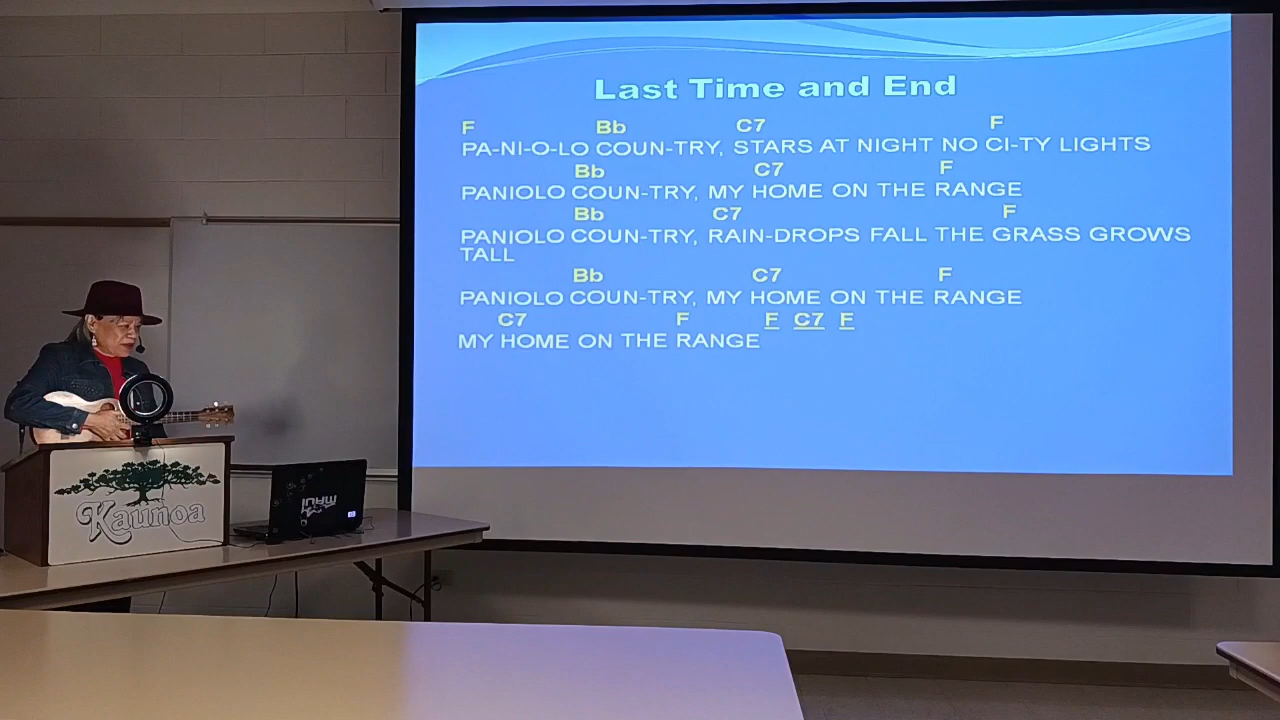 Last Time and End
F Bb C7 F
PA-NI-O-LO COUN-TRY, STARS AT NIGHT NO CI-TY LIGHTS
Bb C7 F
PANIOLO COUN-TRY, MY HOME ON THE RANGE
Bb C7 F
PANIOLO COUN-TRY, RAIN-DROPS FALL THE GRASS GROWS
TALL
Bb C7 F
PANIOLO COUN-TRY, MY HOME ON THE RANGE
C7 F F C7 F
MY HOME ON THE RANGE
Kaunoa
MAUI